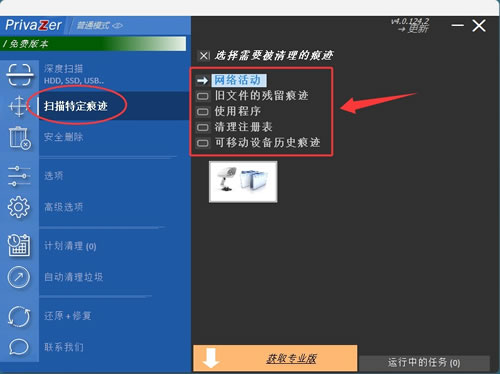 PrivaZer 普通模式
v4.0.124.2
→ 更新
/ 免费版本
深度扫描
HDD, SSD, USB..
扫描特定痕迹
安全删除
选项
高级选项
计划清理 (0)
自动清理垃圾
还原 + 修复
联系我们
选择需要被清理的痕迹
网络活动
旧文件的残留痕迹
使用程序
清理注册表
可移动设备历史痕迹
获取专业版
运行中的任务 (0)